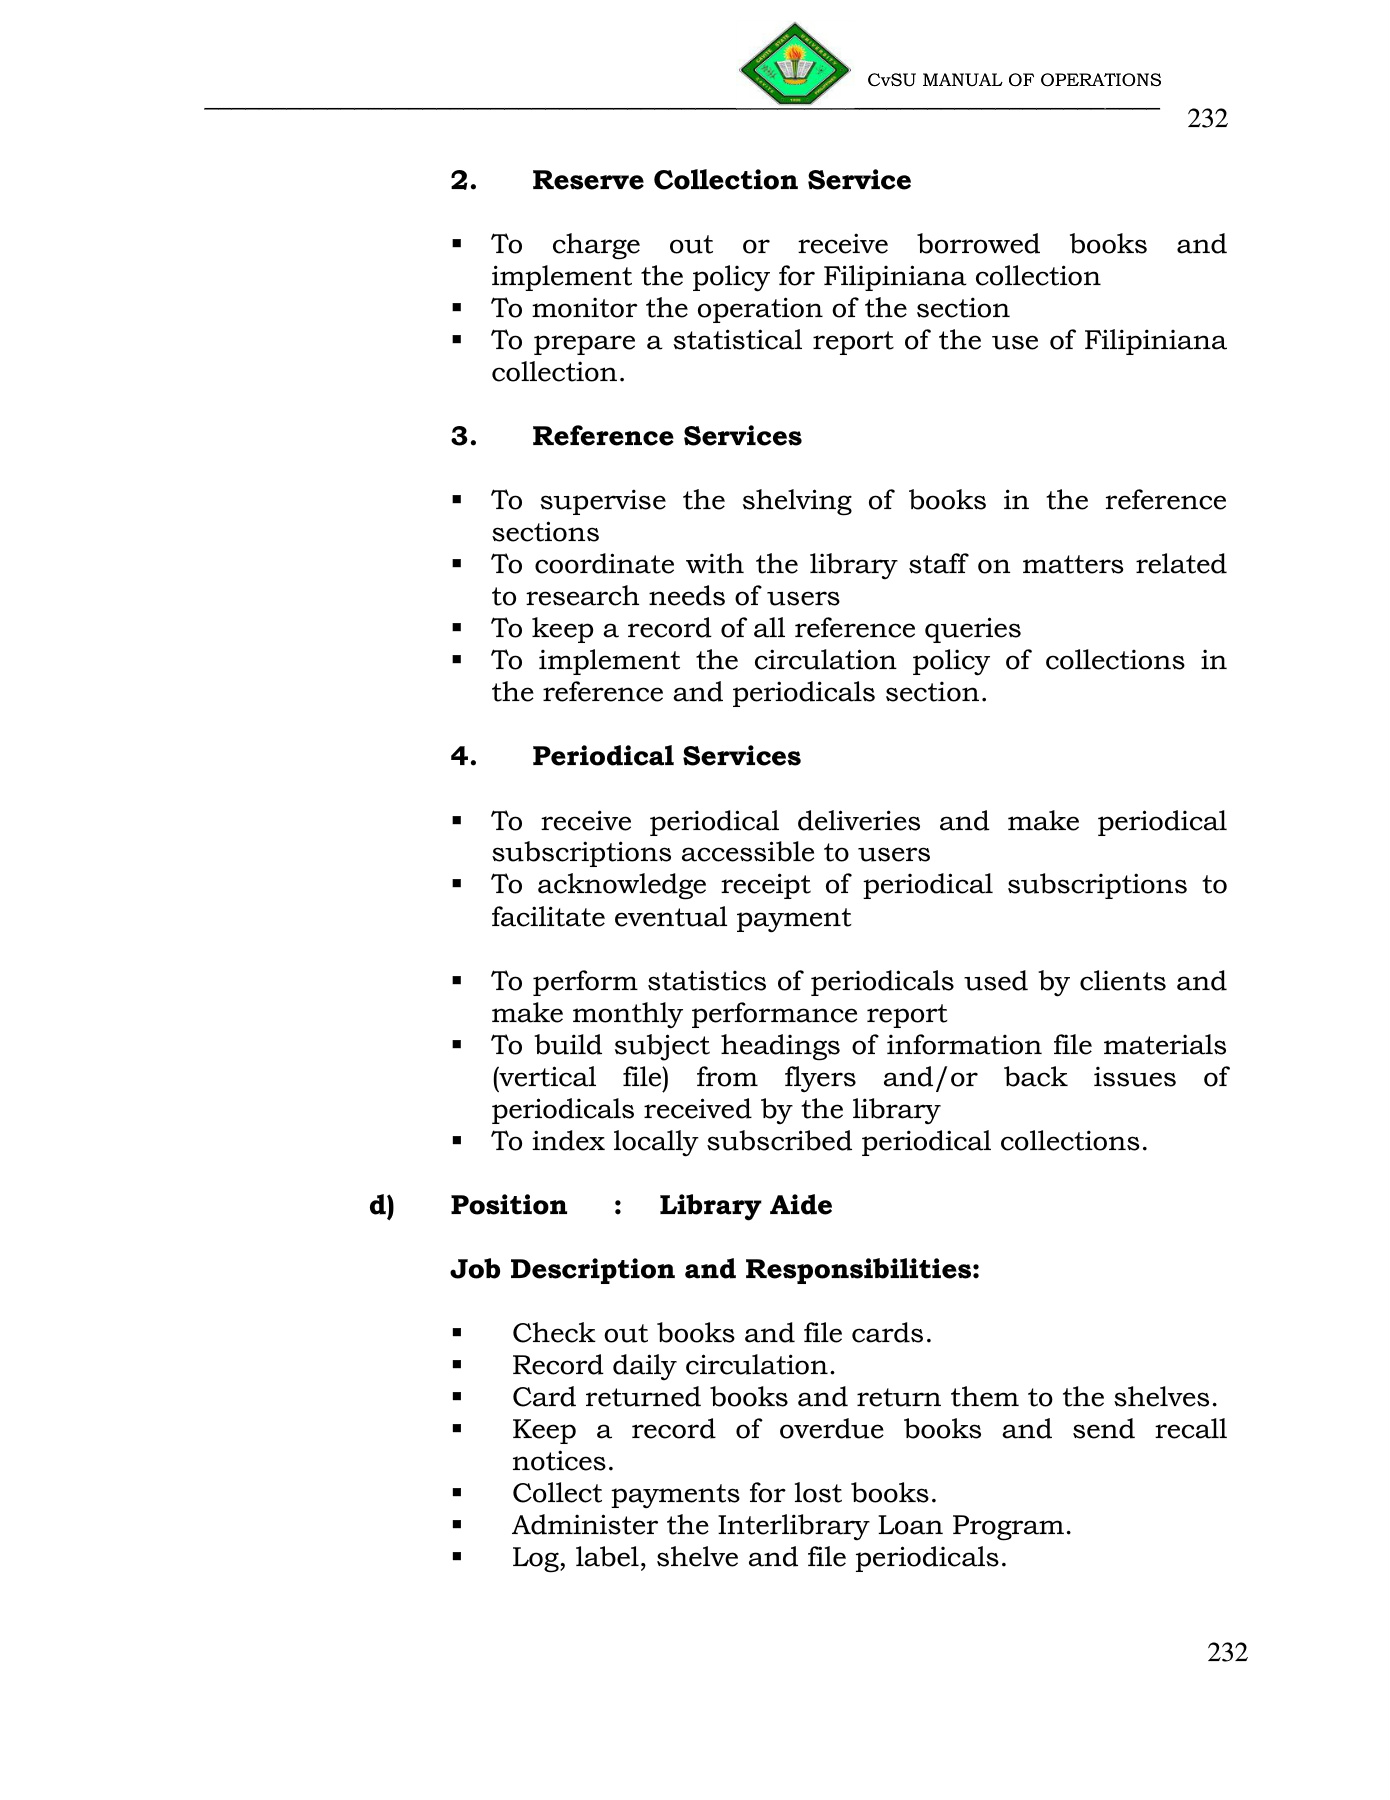 CvSU MANUAL OF OPERATIONS
232
2. Reserve Collection Service
▪ To charge out or receive borrowed books and
implement the policy for Filipiniana collection
▪ To monitor the operation of the section
▪ To prepare a statistical report of the use of Filipiniana
collection.
3. Reference Services
▪ To supervise the shelving of books in the reference
sections
▪ To coordinate with the library staff on matters related
to research needs of users
▪ To keep a record of all reference queries
▪ To implement the circulation policy of collections in
the reference and periodicals section.
4. Periodical Services
▪ To receive periodical deliveries and make periodical
subscriptions accessible to users
▪ To acknowledge receipt of periodical subscriptions to
facilitate eventual payment
▪ To perform statistics of periodicals used by clients and
make monthly performance report
▪ To build subject headings of information file materials
(vertical file) from flyers and/or back issues of
periodicals received by the library
▪ To index locally subscribed periodical collections.
d) Position : Library Aide
Job Description and Responsibilities:
▪ Check out books and file cards.
▪ Record daily circulation.
▪ Card returned books and return them to the shelves.
▪ Keep a record of overdue books and send recall
notices.
▪ Collect payments for lost books.
▪ Administer the Interlibrary Loan Program.
▪ Log, label, shelve and file periodicals.
232